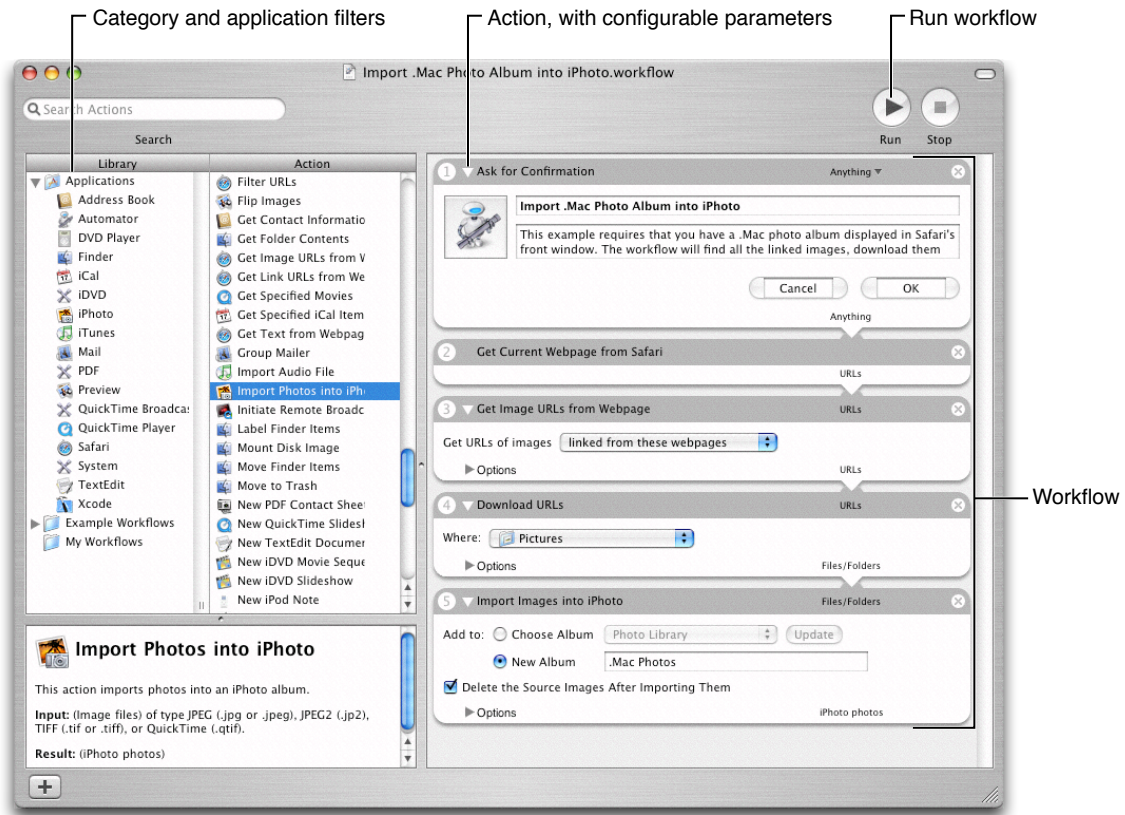 Category and application filters
Action, with configurable parameters
Run workflow
Import .Mac Photo Album into iPhoto.workflow
Search Actions
Search
Run
Stop
Library
Applications
Address Book
Automator
DVD Player
Finder
iCal
iDVD
iPhoto
iTunes
Mail
PDF
Preview
QuickTime Broadcas
QuickTime Player
Safari
System
TextEdit
Xcode
Example Workflows
My Workflows
Action
Filter URLs
Flip Images
Get Contact Informatio
Get Folder Contents
Get Image URLs from W
Get Link URLs from We
Get Specified Movies
Get Specified iCal Item
Get Text from Webpag
Group Mailer
Import Audio File
Import Photos into iPh
Initiate Remote Broadc
Label Finder Items
Mount Disk Image
Move Finder Items
Move to Trash
New PDF Contact Shee
New QuickTime Slidesh
New TextEdit Documer
New iDVD Movie Seque
New iDVD Slideshow
New iPod Note
Import Photos into iPhoto
This action imports photos into an iPhoto album.
Input: (Image files) of type JPEG (.jpg or .jpeg), JPEG2 (.jp2),
TIFF (.tif or .tiff), or QuickTime (.qtif).
Result: (iPhoto photos)
1 Ask for Confirmation Anything
Import .Mac Photo Album into iPhoto
This example requires that you have a .Mac photo album displayed in Safari's
front window. The workflow will find all the linked images, download them
Cancel OK
Anything
2 Get Current Webpage from Safari
URLs
3 Get Image URLs from Webpage URLs
Get URLs of images linked from these webpages
Options URLs
4 Download URLs URLs
Where: Pictures
Options Files/Folders
5 Import Images into iPhoto Files/Folders
Add to: Choose Album Photo Library Update
New Album .Mac Photos
Delete the Source Images After Importing Them
Options iPhoto photos
Workflow